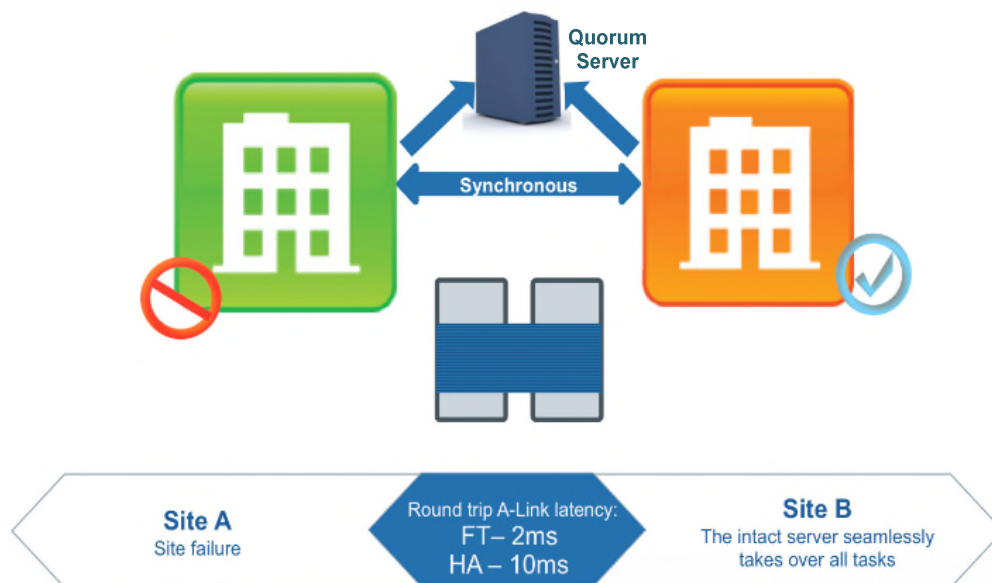 Quorum
Server
Synchronous
Site A
Site failure
Round trip A-Link latency:
FT– 2ms
HA – 10ms
Site B
The intact server seamlessly
takes over all tasks